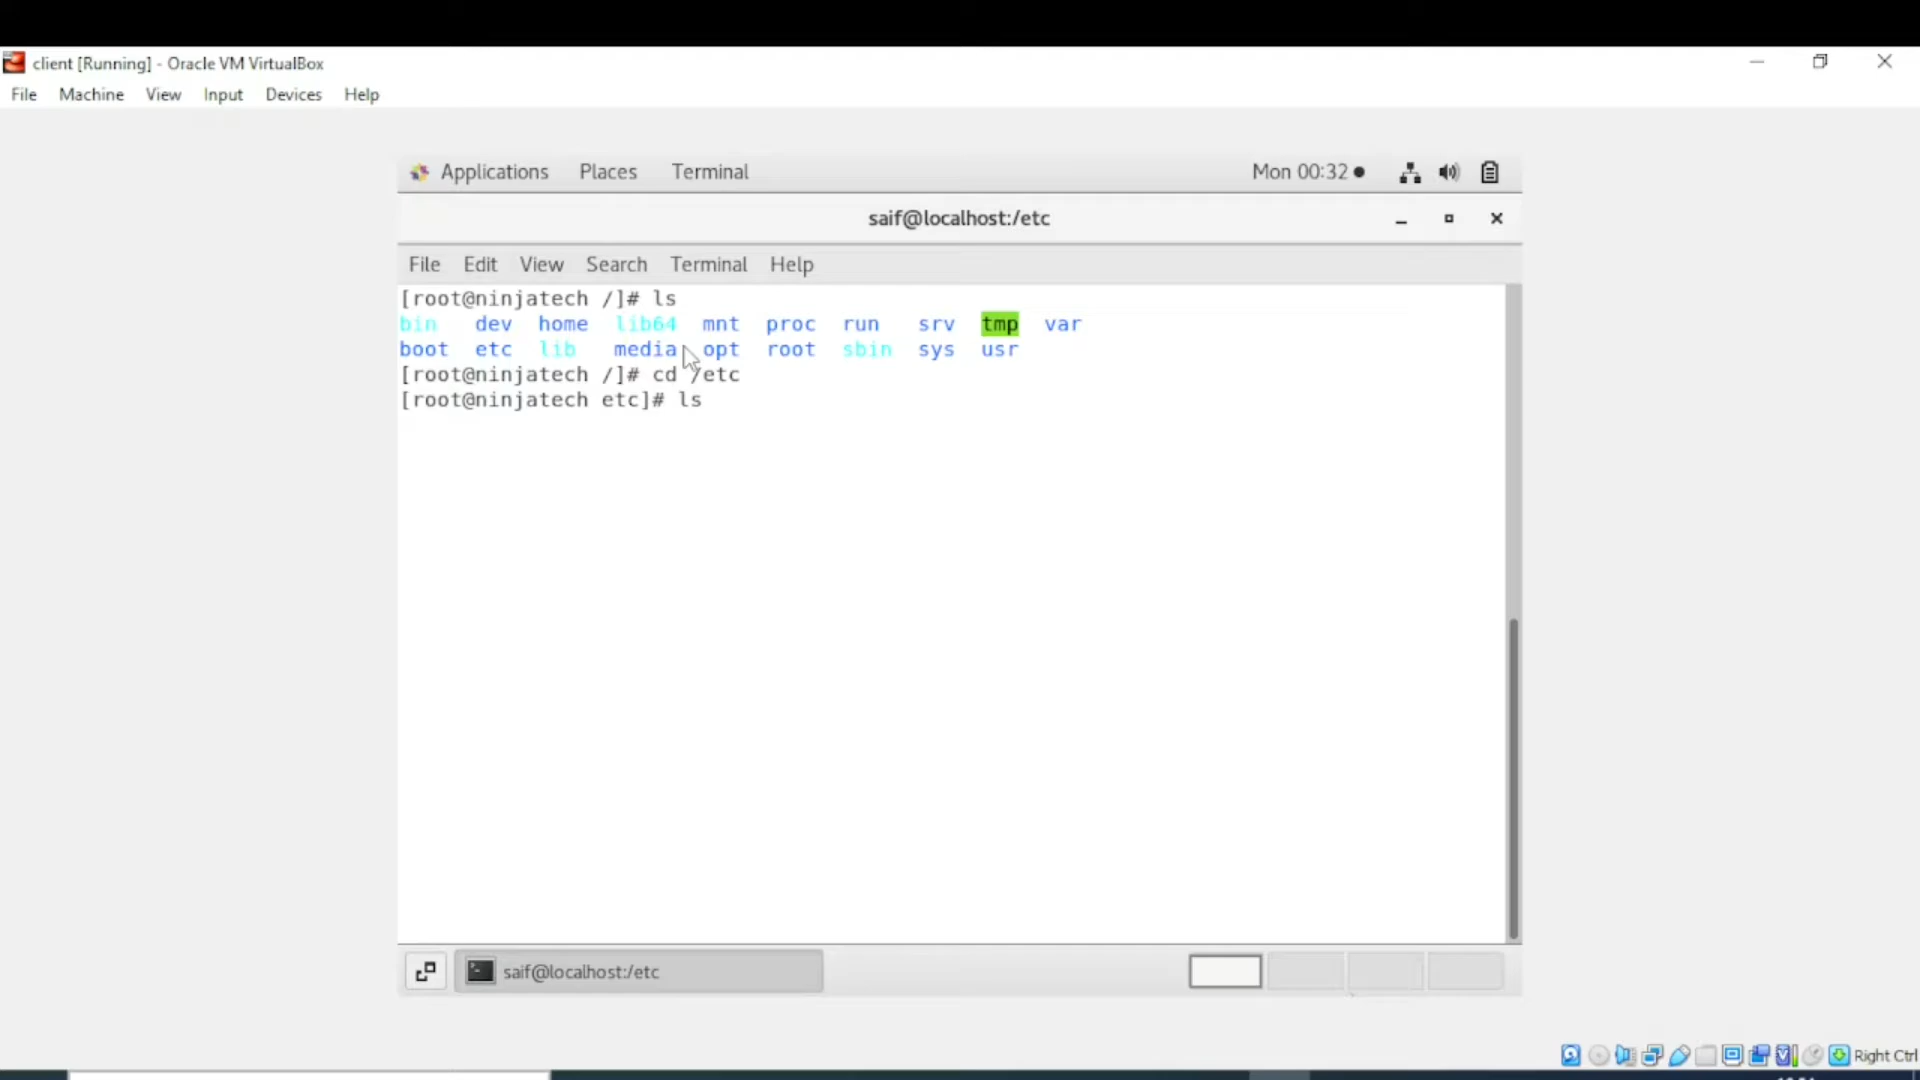 client [Running] - Oracle VM VirtualBox
File Machine View Input Devices Help
Applications Places Terminal Mon 00:32
saif@localhost:/etc
File Edit View Search Terminal Help
[root@ninjatech /]# ls
bin dev home lib64 mnt proc run srv tmp var
boot etc lib media opt root sbin sys usr
[root@ninjatech /]# cd /etc
[root@ninjatech etc]# ls
saif@localhost:/etc
Right Ctrl